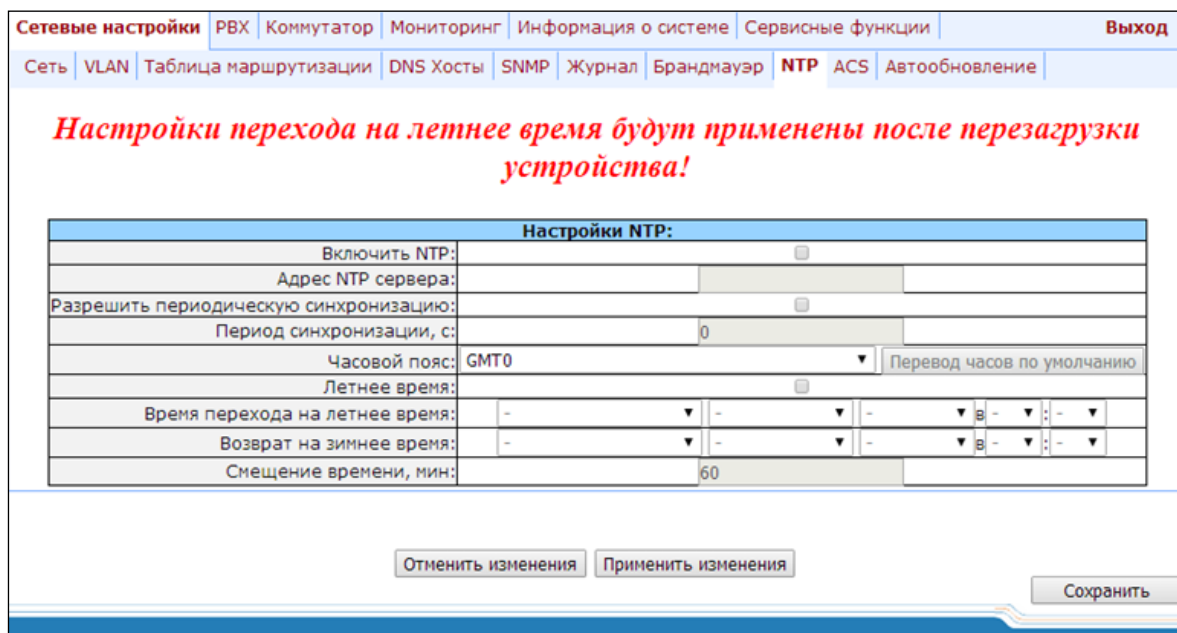 Сетевые настройки PBX Коммутатор Мониторинг Информация о системе Сервисные функции Выход
Сеть VLAN Таблица маршрутизации DNS Хосты SNMP Журнал Брандмауэр NTP ACS Автообновление
Настройки перехода на летнее время будут применены после перезагрузки
устройства!
Настройки NTP:
Включить NTP:
Адрес NTP сервера:
Разрешить периодическую синхронизацию:
Период синхронизации, с: 0
Часовой пояс: GMT0 Перевод часов по умолчанию
Летнее время:
Время перехода на летнее время: - - - в - : -
Возврат на зимнее время: - - - в - : -
Смещение времени, мин: 60
Отменить изменения Применить изменения
Сохранить